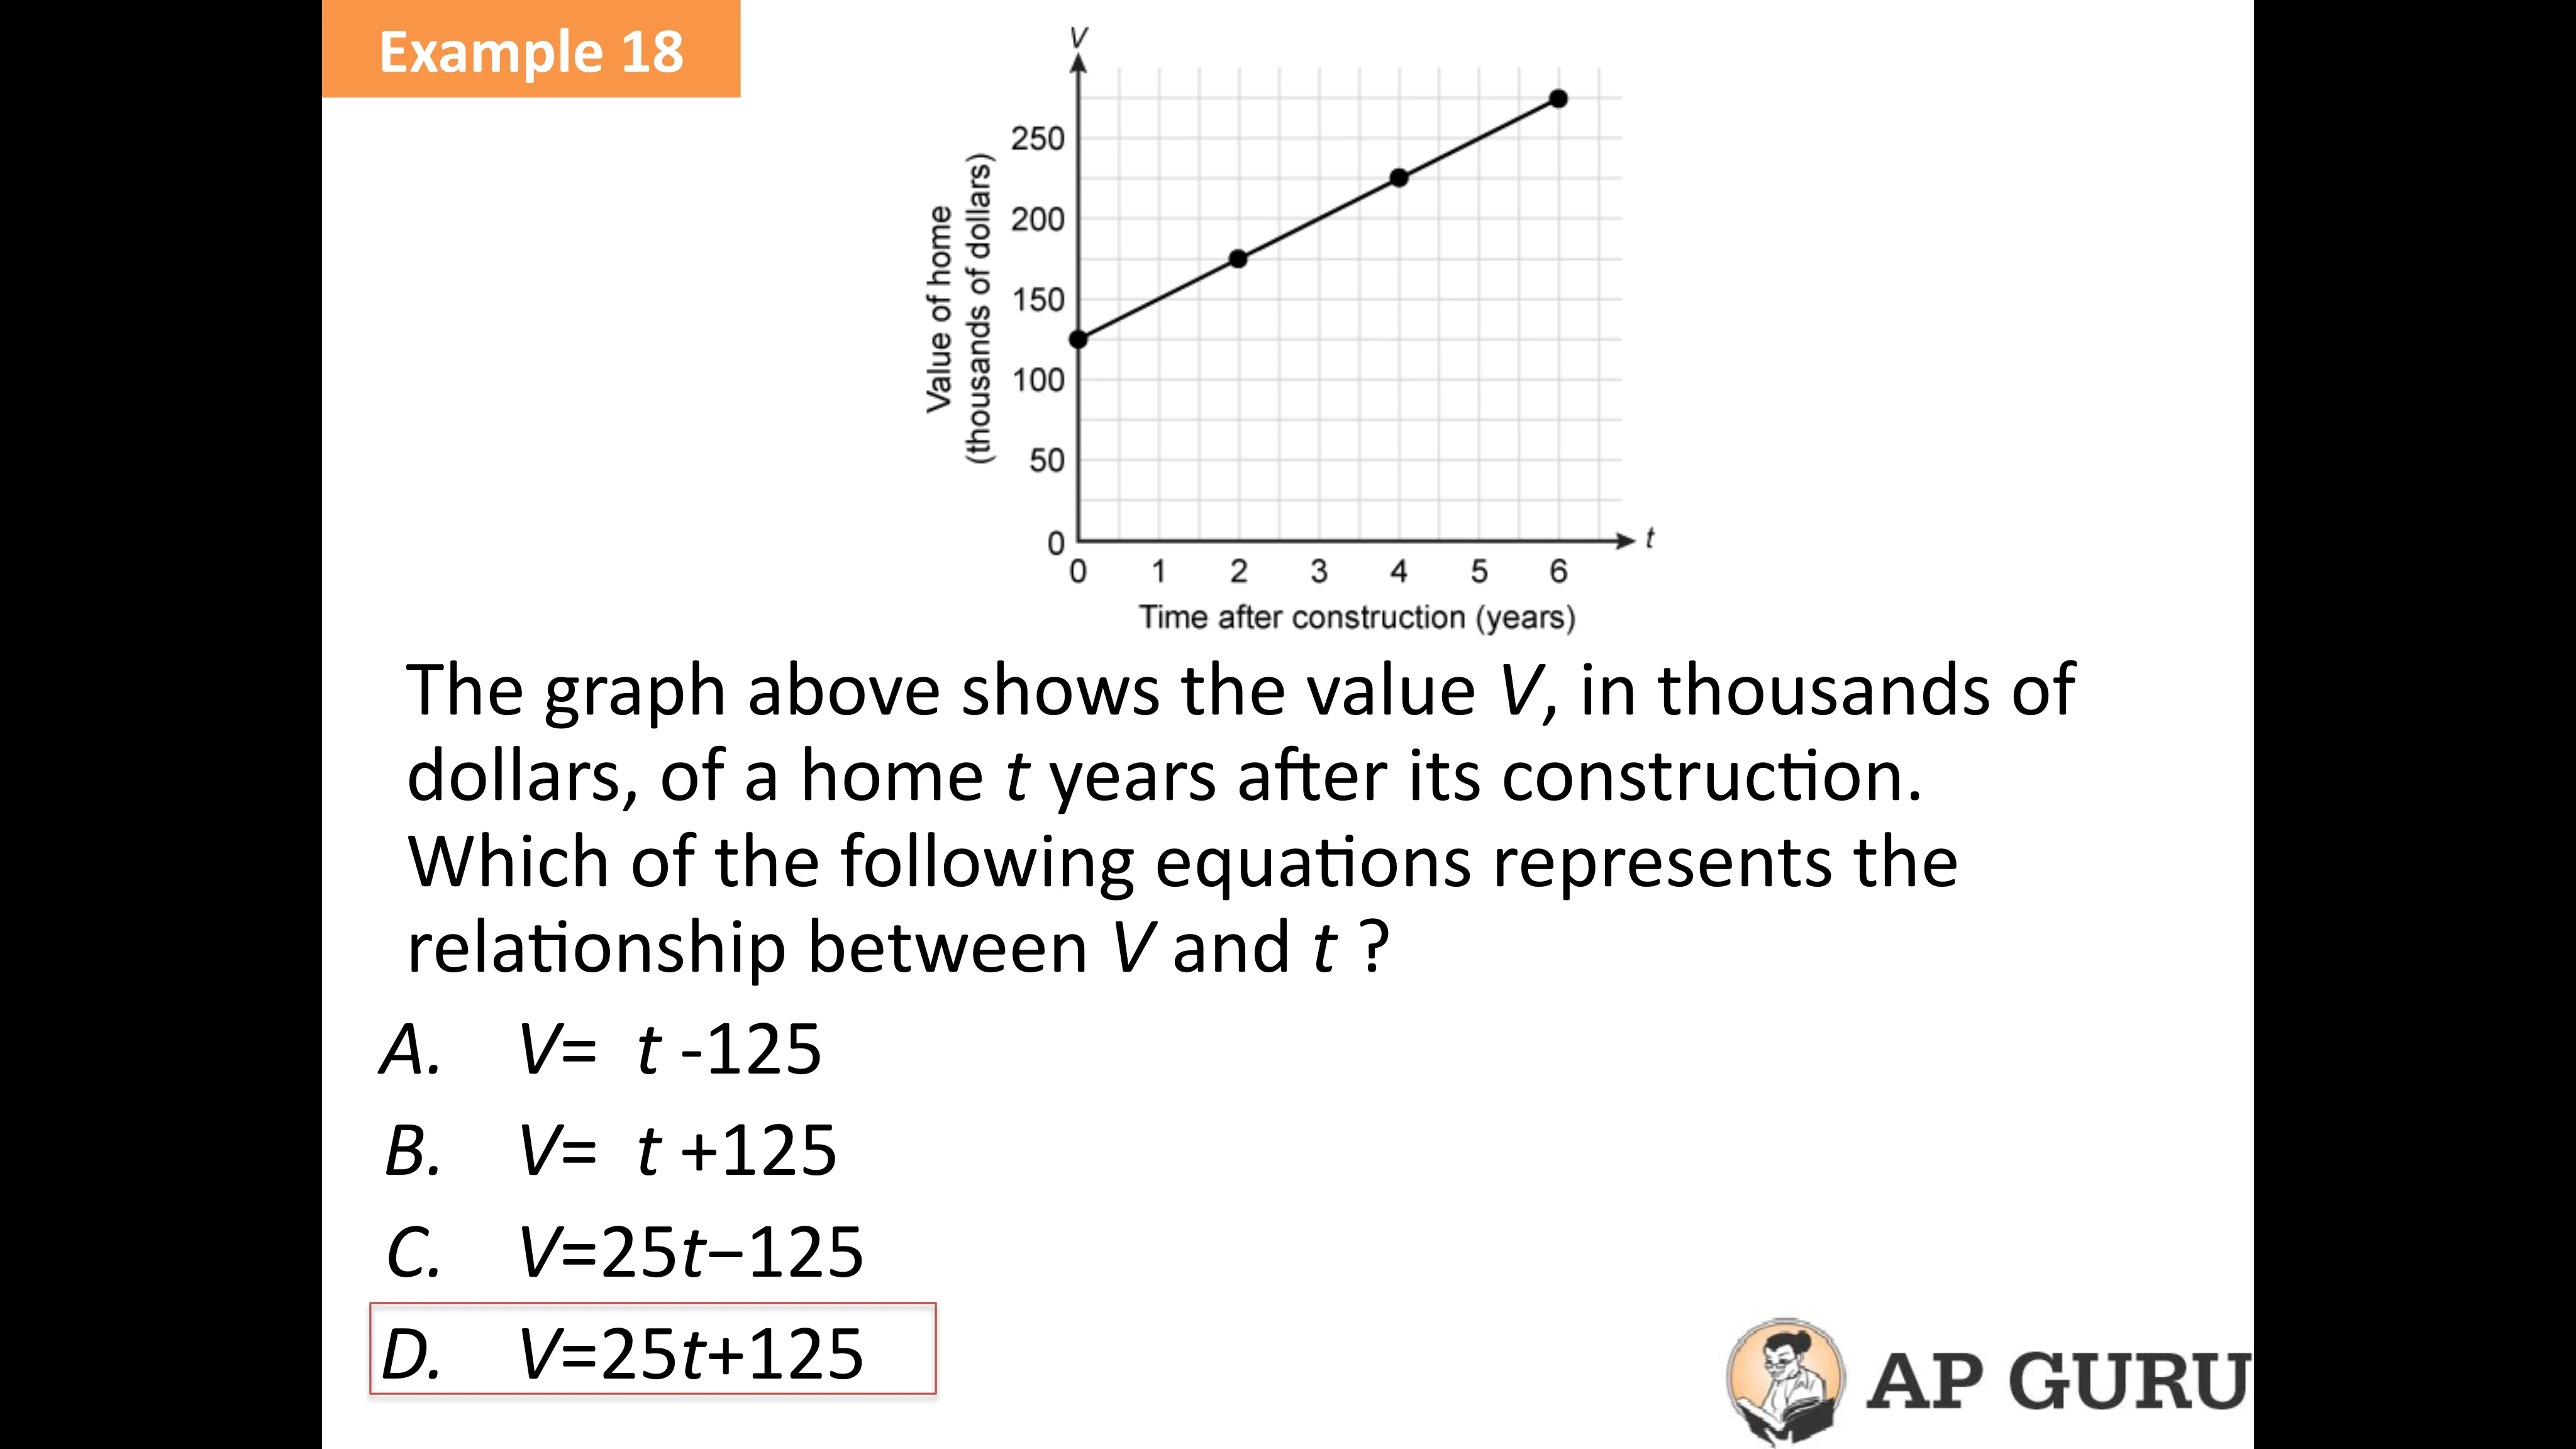 Example 18
V
250
200
150
100
50
0
Value of home
(thousands of dollars)
t
0 1 2 3 4 5 6
Time after construction (years)
The graph above shows the value V, in thousands of
dollars, of a home t years after its construction.
Which of the following equations represents the
relationship between V and t ?
A. V= t -125
B. V= t +125
C. V=25t−125
D. V=25t+125
AP GURU